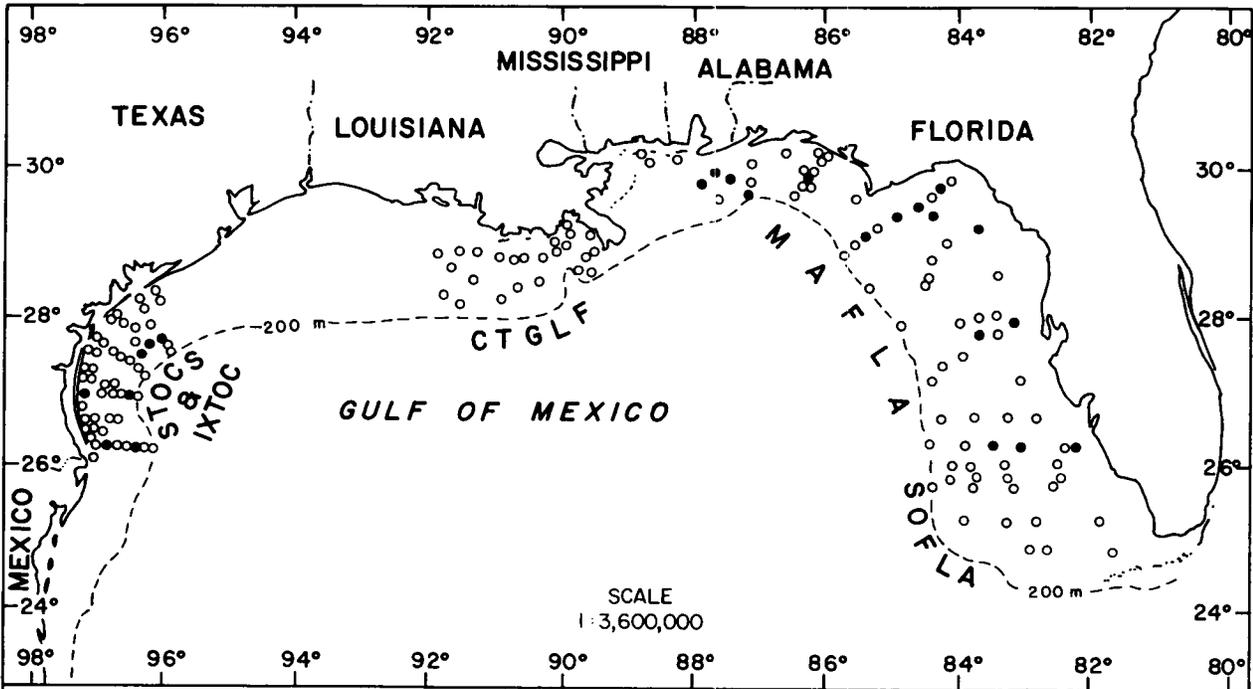 98° 96° 94° 92° 90° 88° 86° 84° 82° 80°
MISSISSIPPI
ALABAMA
TEXAS
LOUISIANA
FLORIDA
30°
30°
MAFLA
28°
28°
200 m
CTGLF
STOCS
&
IXTOC
GULF OF MEXICO
26°
26°
MEXICO
SOFLA
SCALE
1:3,600,000
200 m
24°
24°
98° 96° 94° 92° 90° 88° 86° 84° 82° 80°